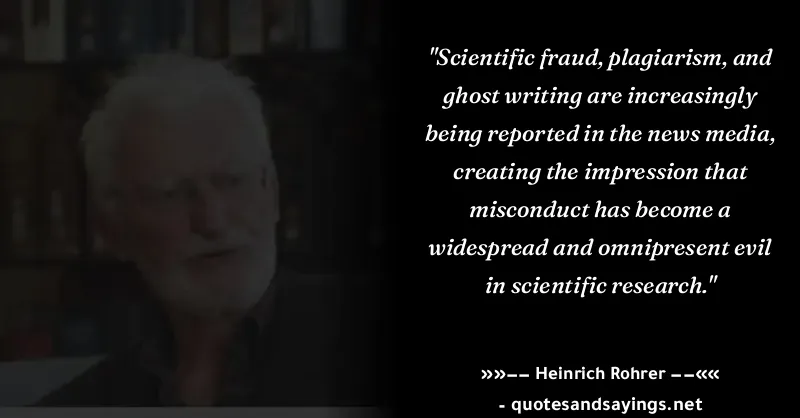 "Scientific fraud, plagiarism, and
ghost writing are increasingly
being reported in the news media,
creating the impression that
misconduct has become a
widespread and omnipresent evil
in scientific research."
»»−− Heinrich Rohrer −−««
- quotesandsayings.net